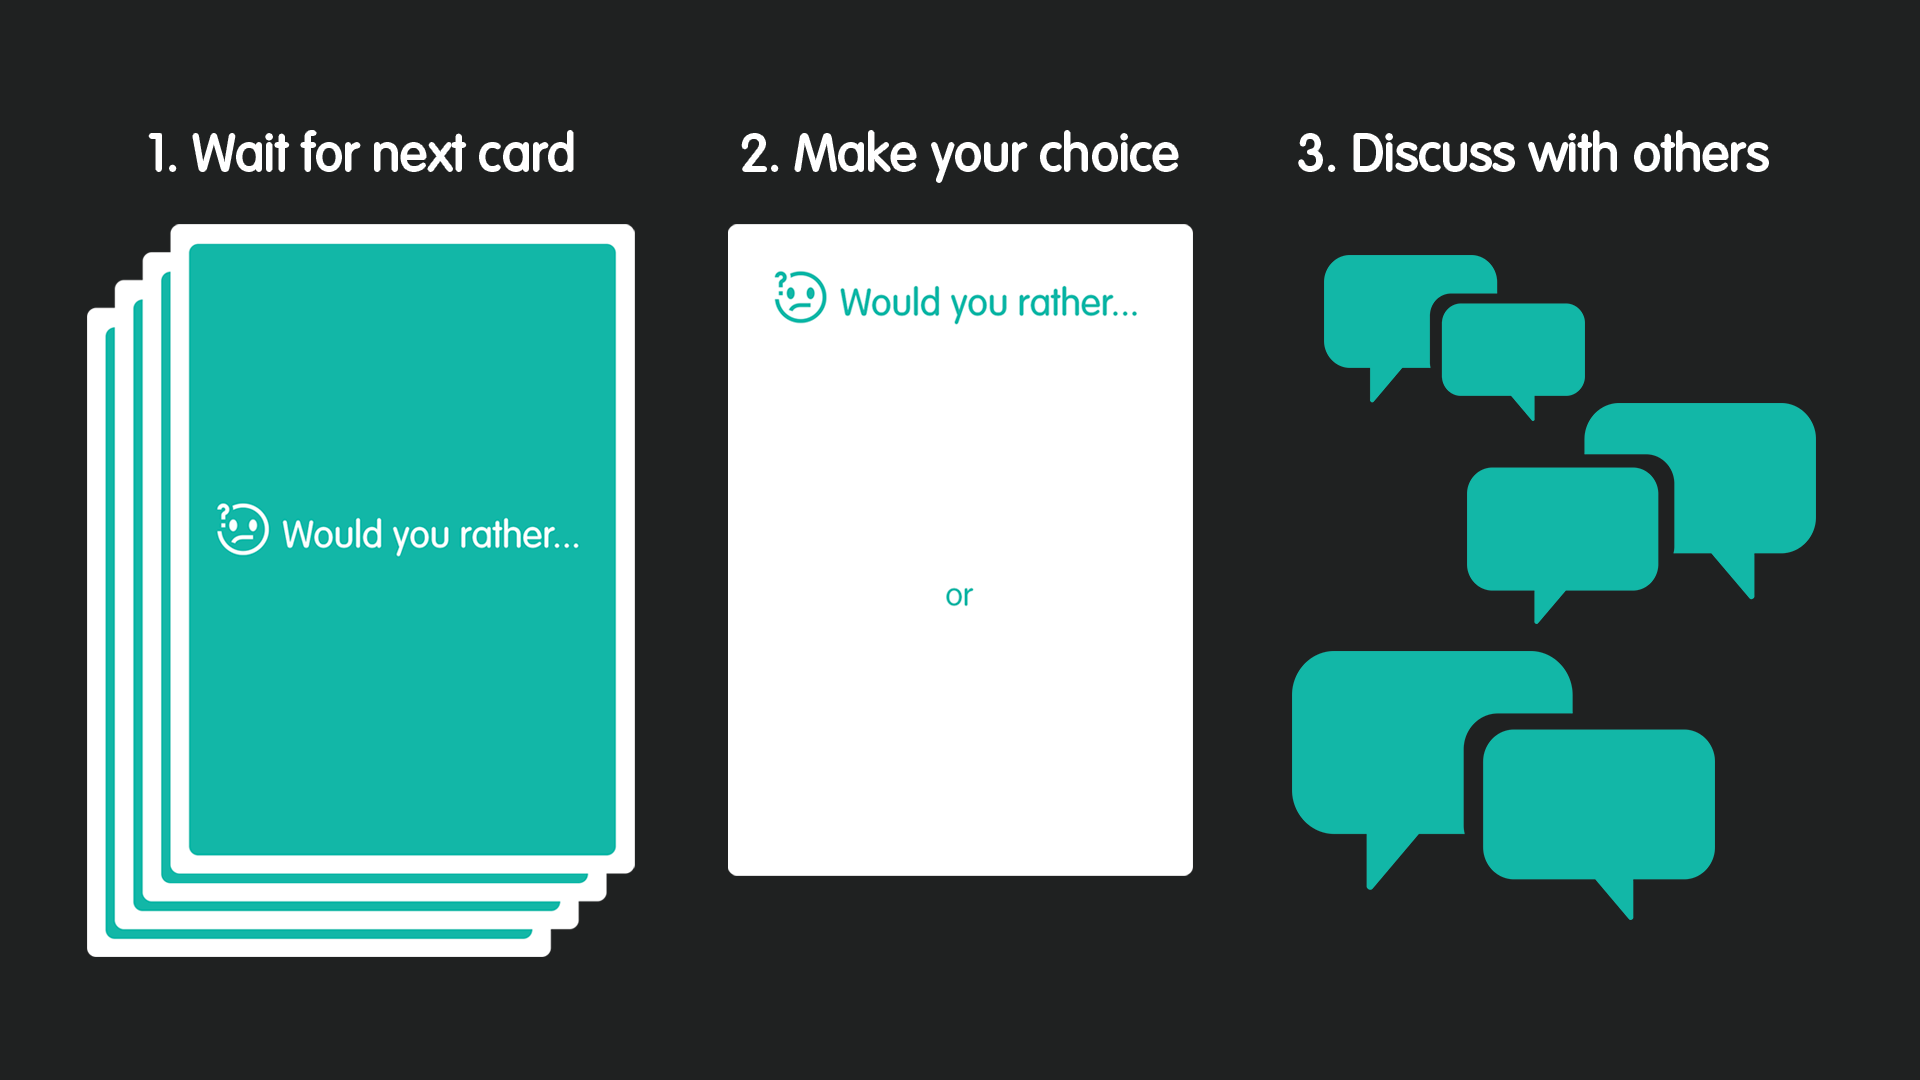 1. Wait for next card
Would you rather...
2. Make your choice
Would you rather...
or
3. Discuss with others